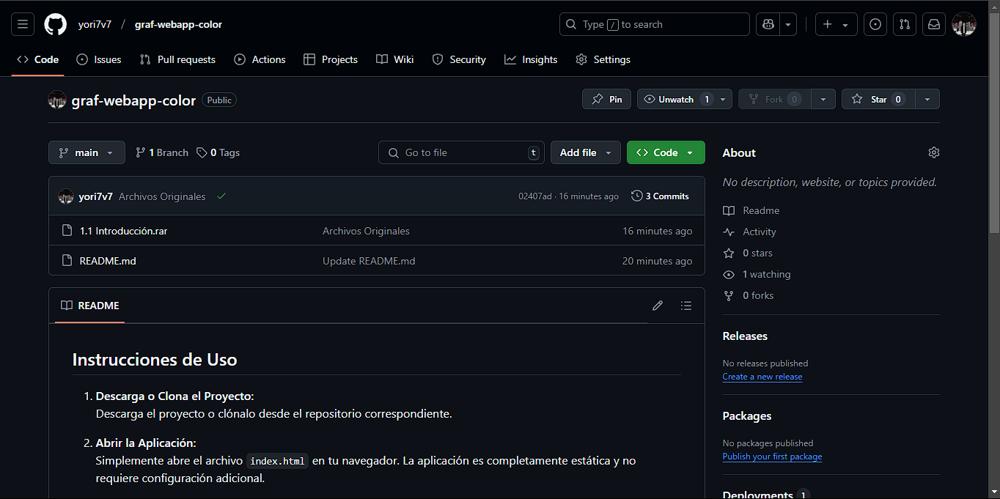 yori7v7 / graf-webapp-color
Type / to search
Code Issues Pull requests Actions Projects Wiki Security Insights Settings
graf-webapp-color Public
Pin Unwatch 1 Fork 0 Star 0
main 1 Branch 0 Tags
Go to file t
Add file Code
yori7v7 Archivos Originales 02407ad · 16 minutes ago 3 Commits
1.1 Introducción.rar Archivos Originales 16 minutes ago
README.md Update README.md 20 minutes ago
README
Instrucciones de Uso
1. Descarga o Clona el Proyecto:
Descarga el proyecto o clónalo desde el repositorio correspondiente.
2. Abrir la Aplicación:
Simplemente abre el archivo index.html en tu navegador. La aplicación es completamente estática y no
requiere configuración adicional.
About
No description, website, or topics provided.
Readme
Activity
0 stars
1 watching
0 forks
Releases
No releases published
Create a new release
Packages
No packages published
Publish your first package
Deployments 1